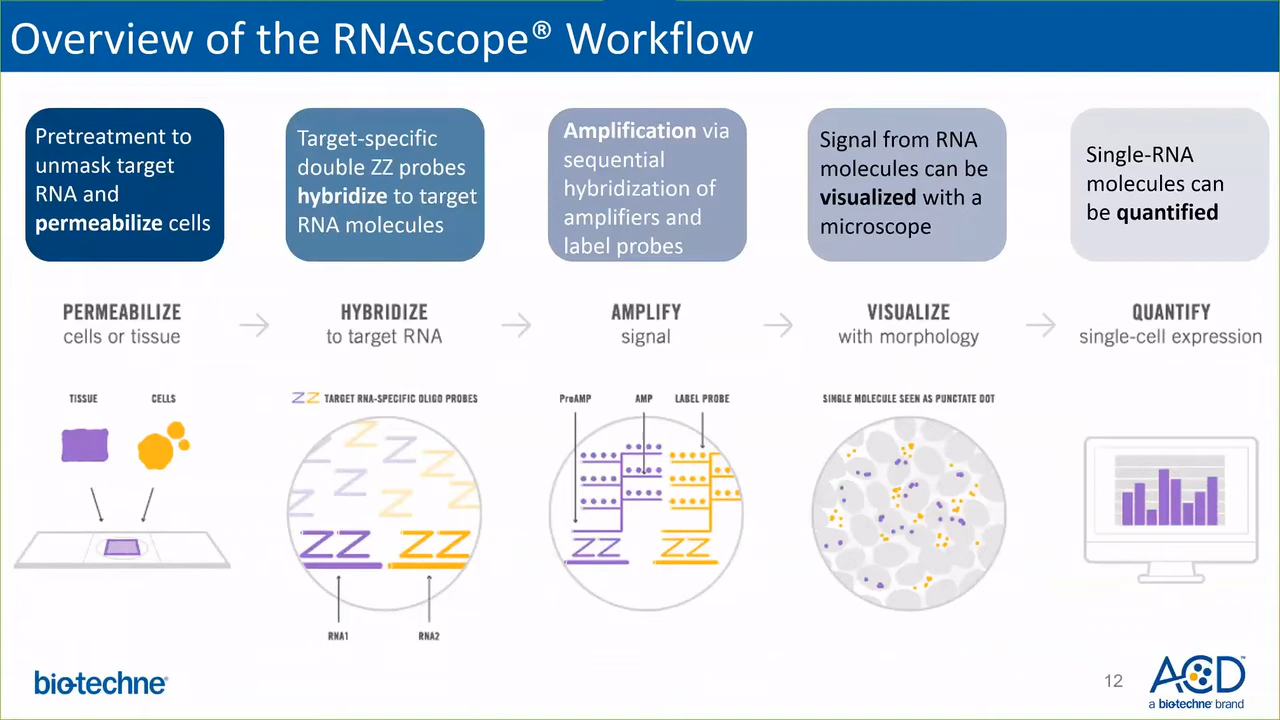 Overview of the RNAscope® Workflow
Pretreatment to
unmask target
RNA and
permeabilize cells
Target-specific
double ZZ probes
hybridize to target
RNA molecules
Amplification via
sequential
hybridization of
amplifiers and
label probes
Signal from RNA
molecules can be
visualized with a
microscope
Single-RNA
molecules can
be quantified
PERMEABILIZE
cells or tissue
HYBRIDIZE
to target RNA
AMPLIFY
signal
VISUALIZE
with morphology
QUANTIFY
single-cell expression
TISSUE
CELLS
ZZ TARGET RNA-SPECIFIC OLIGO PROBES
RNA1
RNA2
PreAMP
AMP
LABEL PROBE
SINGLE MOLECULE SEEN AS PUNCTATE DOT
bio-techne®
12
ACD™
a bio-techne brand